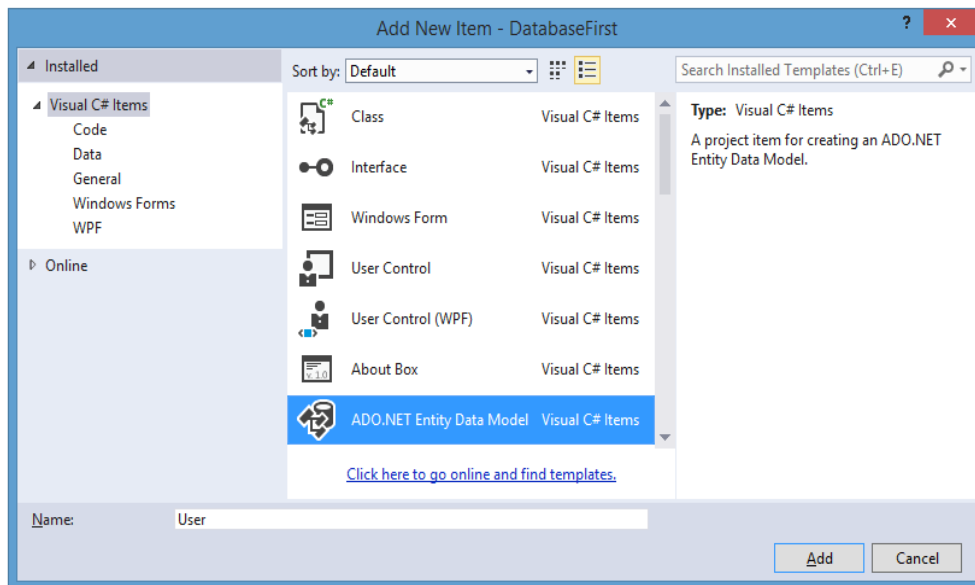 Add New Item - DatabaseFirst
? ×
Installed
Visual C# Items
Code
Data
General
Windows Forms
WPF
Online
Sort by: Default
Search Installed Templates (Ctrl+E)
C# Class Visual C# Items
Interface Visual C# Items
Windows Form Visual C# Items
User Control Visual C# Items
User Control (WPF) Visual C# Items
v. 1.0 About Box Visual C# Items
ADO.NET Entity Data Model Visual C# Items
Click here to go online and find templates.
Type: Visual C# Items
A project item for creating an ADO.NET
Entity Data Model.
Name: User
Add Cancel